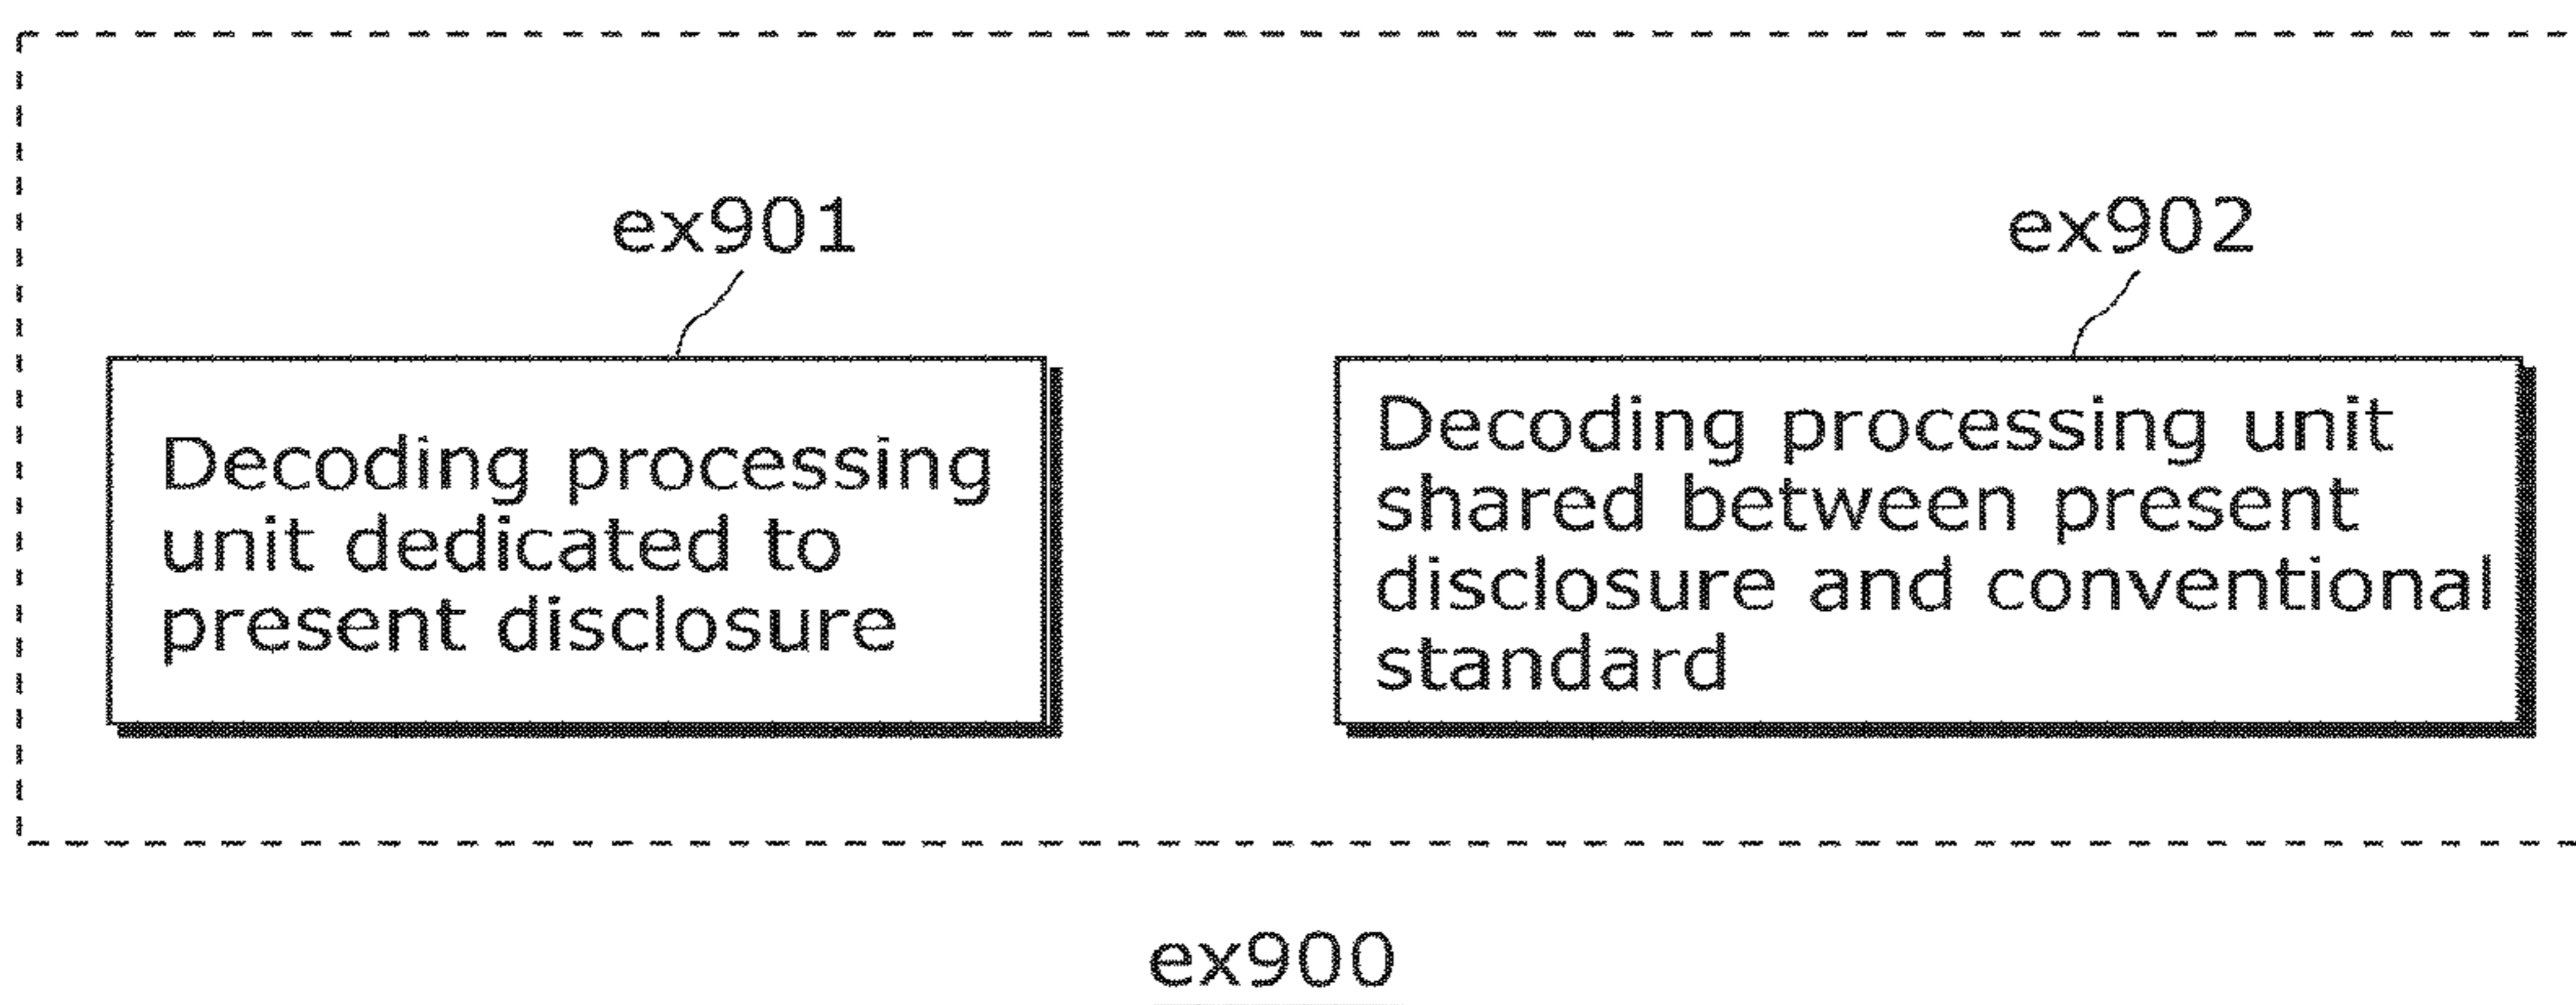 ex901
ex902
Decoding processing
unit dedicated to
present disclosure
Decoding processing unit
shared between present
disclosure and conventional
standard
ex900